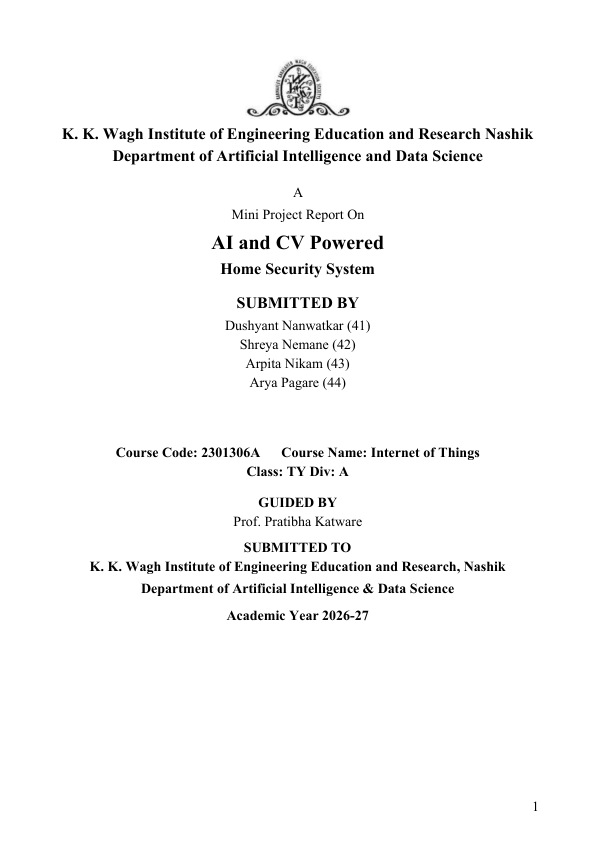 K. K. Wagh Institute of Engineering Education and Research Nashik
Department of Artificial Intelligence and Data Science
A
Mini Project Report On
AI and CV Powered
Home Security System
SUBMITTED BY
Dushyant Nanwatkar (41)
Shreya Nemane (42)
Arpita Nikam (43)
Arya Pagare (44)
Course Code: 2301306A Course Name: Internet of Things
Class: TY Div: A
GUIDED BY
Prof. Pratibha Katware
SUBMITTED TO
K. K. Wagh Institute of Engineering Education and Research, Nashik
Department of Artificial Intelligence & Data Science
Academic Year 2026-27
1